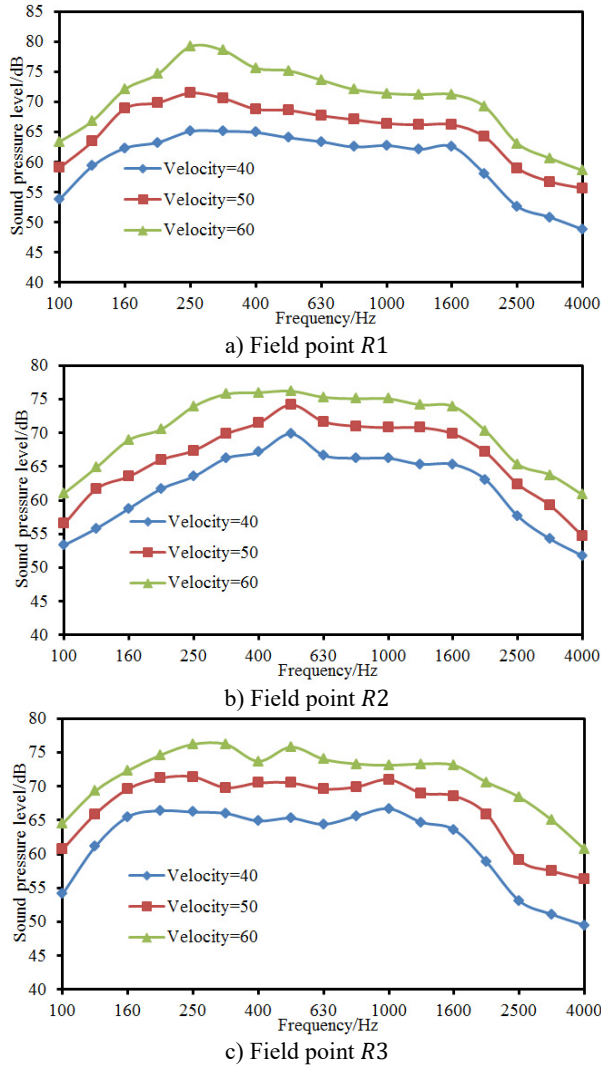 85
80
75
70
65
60
55
50
45
40
Sound pressure level/dB
Velocity=40
Velocity=50
Velocity=60
100 160 250 400 630 1000 1600 2500 4000
Frequency/Hz
a) Field point R1
80
75
70
65
60
55
50
45
40
Sound pressure level/dB
Velocity=40
Velocity=50
Velocity=60
100 160 250 400 630 1000 1600 2500 4000
Frequency/Hz
b) Field point R2
80
75
70
65
60
55
50
45
40
Sound pressure level/dB
Velocity=40
Velocity=50
Velocity=60
100 160 250 400 630 1000 1600 2500 4000
Frequency/Hz
c) Field point R3